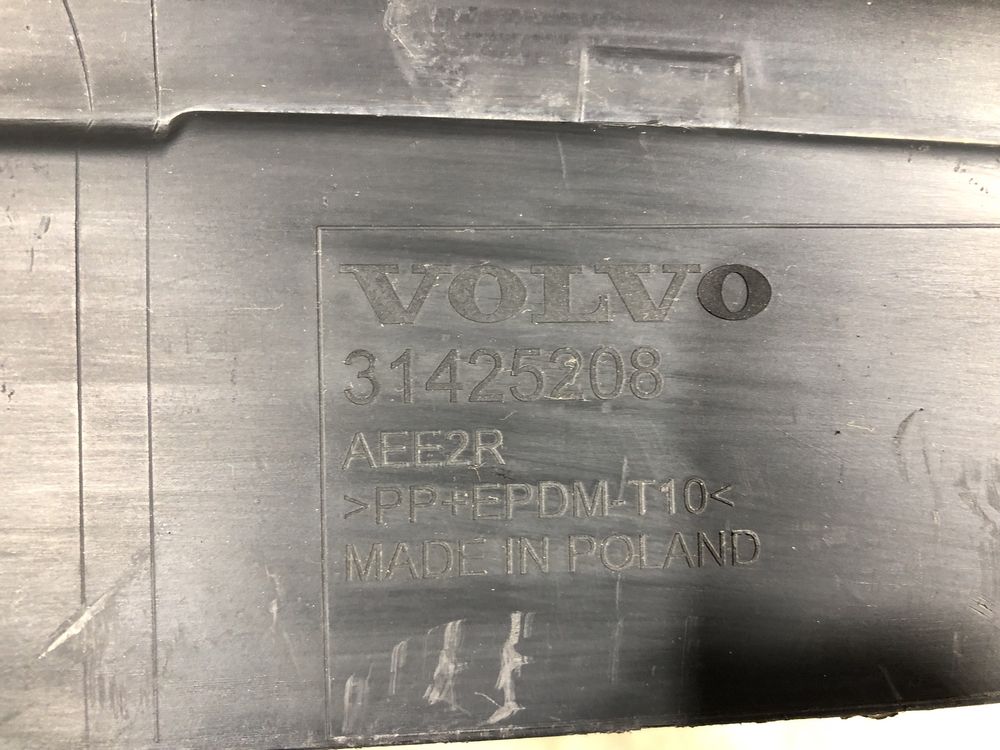 VOLVO
31425208
AEE2R
>PP+EPDM-T10<
MADE IN POLAND